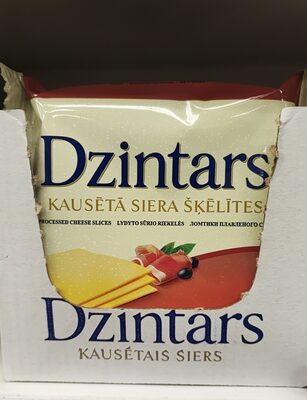 Dzintars
KAUSĒTĀ SIERA ŠĶĒLĪTES
PROCESSED CHEESE SLICES LYDYTO SŪRIO RIEKELĖS ЛОМТИКИ ПЛАВЛЕНОГО С
Dzintars
KAUSĒTAIS SIERS